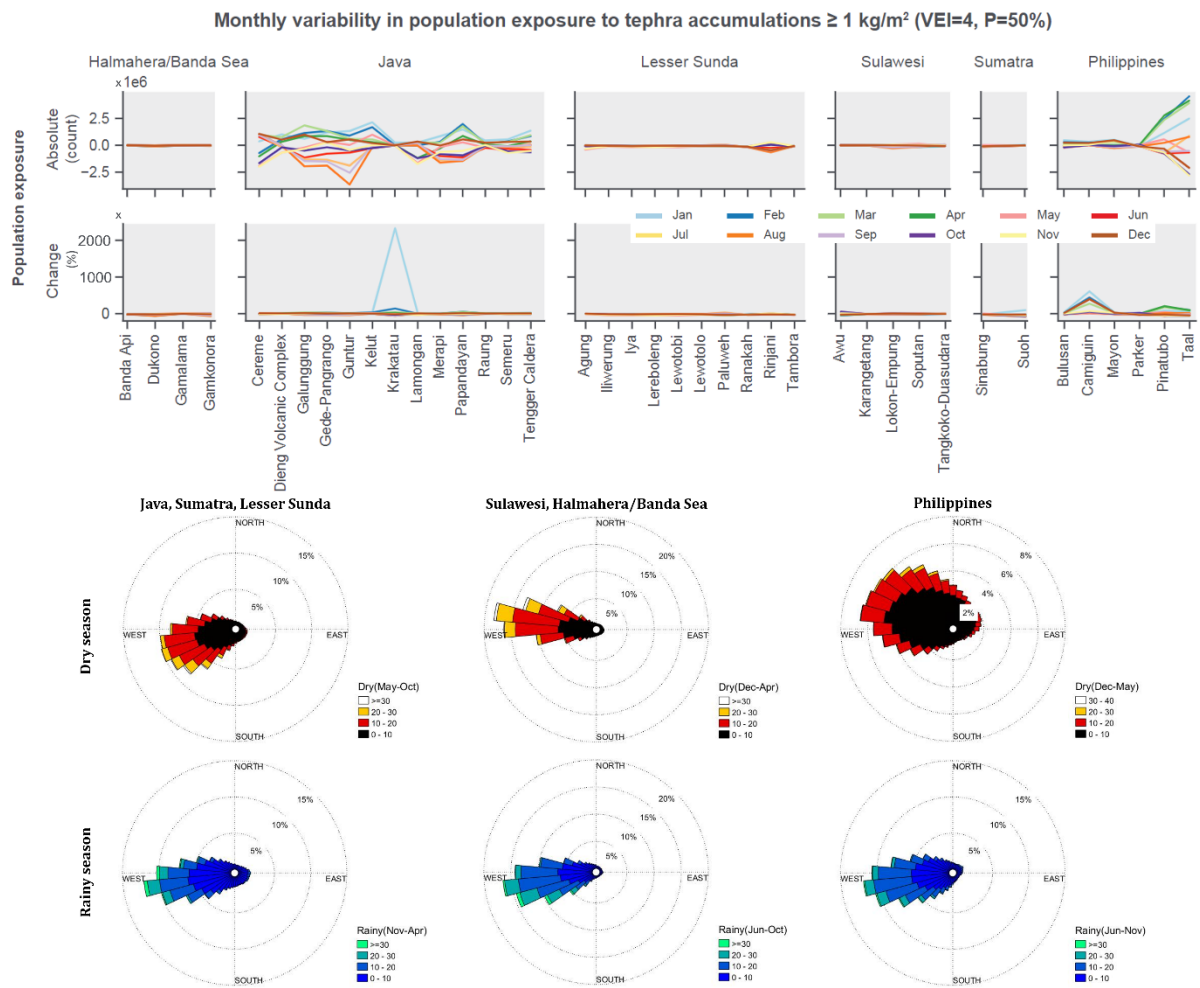 Monthly variability in population exposure to tephra accumulations ≥ 1 kg/m² (VEI=4, P=50%)
Halmahera/Banda Sea Java Lesser Sunda Sulawesi Sumatra Philippines
x1e6
Population exposure
Absolute
(count)
2.5
0.0
−2.5
Jan Feb Mar Apr May Jun
Jul Aug Sep Oct Nov Dec
x
Change
(%)
2000
1000
0
Banda Api
Dukono
Gamalama
Gamkonora
Cereme
Dieng Volcanic Complex
Galunggung
Gede-Pangrango
Guntur
Kelut
Krakatau
Lamongan
Merapi
Papandayan
Raung
Semeru
Tengger Caldera
Agung
Iliwerung
Iya
Lereboleng
Lewotobi
Lewotolo
Paluweh
Ranakah
Rinjani
Tambora
Awu
Karangetang
Lokon-Empung
Soputan
Tangkoko-Duasudara
Sinabung
Suoh
Bulusan
Camiguin
Mayon
Parker
Pinatubo
Taal
Java, Sumatra, Lesser Sunda Sulawesi, Halmahera/Banda Sea Philippines
Dry season
NORTH
15%
10%
5%
WEST EAST
SOUTH
Dry(May-Oct)
>=30
20 - 30
10 - 20
0 - 10
NORTH
20%
15%
10%
5%
WEST EAST
SOUTH
Dry(Dec-Apr)
>=30
20 - 30
10 - 20
0 - 10
NORTH
8%
6%
4%
2%
WEST EAST
SOUTH
Dry(Dec-May)
30 - 40
20 - 30
10 - 20
0 - 10
Rainy season
NORTH
15%
10%
5%
WEST EAST
SOUTH
Rainy(Nov-Apr)
>=30
20 - 30
10 - 20
0 - 10
NORTH
20%
15%
10%
5%
WEST EAST
SOUTH
Rainy(Jun-Oct)
>=30
20 - 30
10 - 20
0 - 10
NORTH
15%
10%
5%
WEST EAST
SOUTH
Rainy(Jun-Nov)
>=30
20 - 30
10 - 20
0 - 10